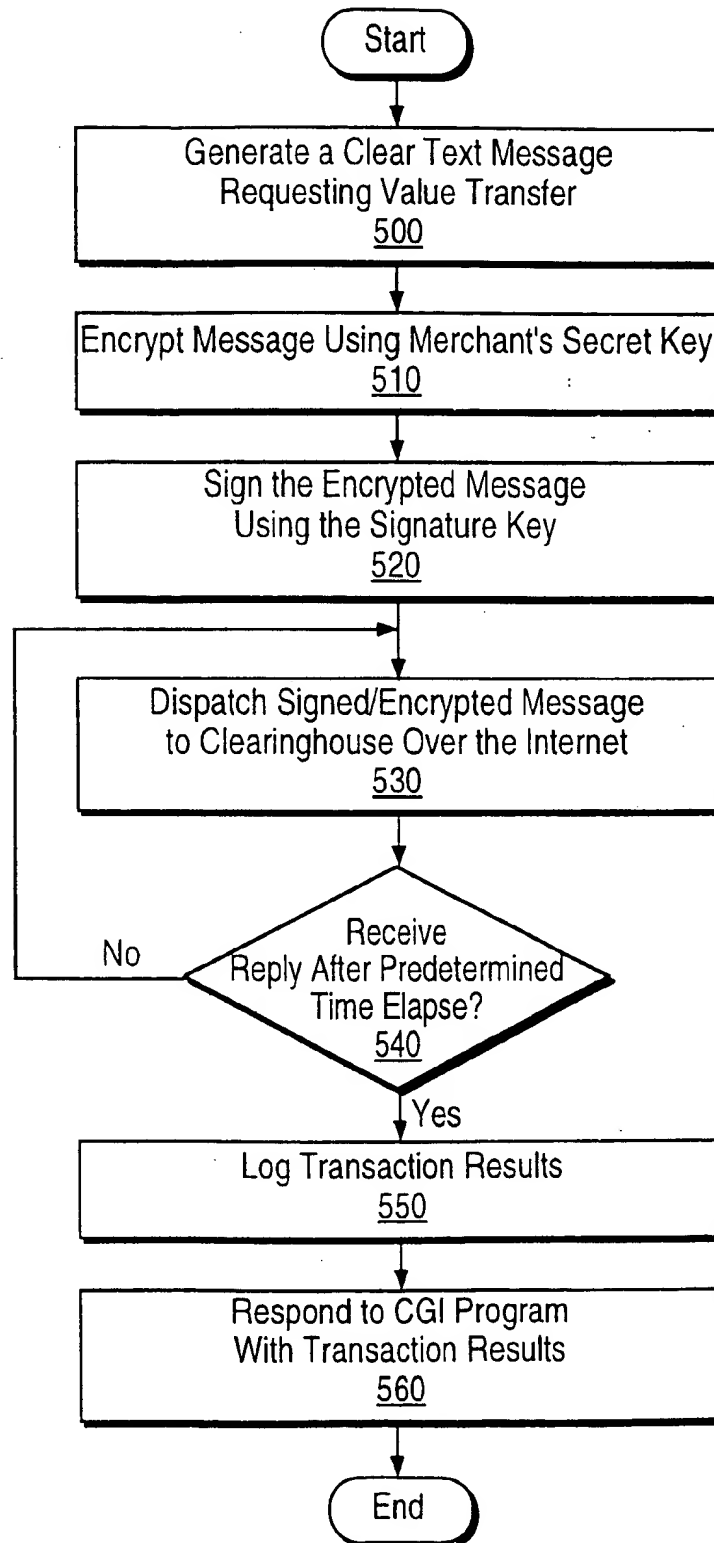 Start
Generate a Clear Text Message
Requesting Value Transfer
500
Encrypt Message Using Merchant's Secret Key
510
Sign the Encrypted Message
Using the Signature Key
520
Dispatch Signed/Encrypted Message
to Clearinghouse Over the Internet
530
No
Receive
Reply After Predetermined
Time Elapse?
540
Yes
Log Transaction Results
550
Respond to CGI Program
With Transaction Results
560
End